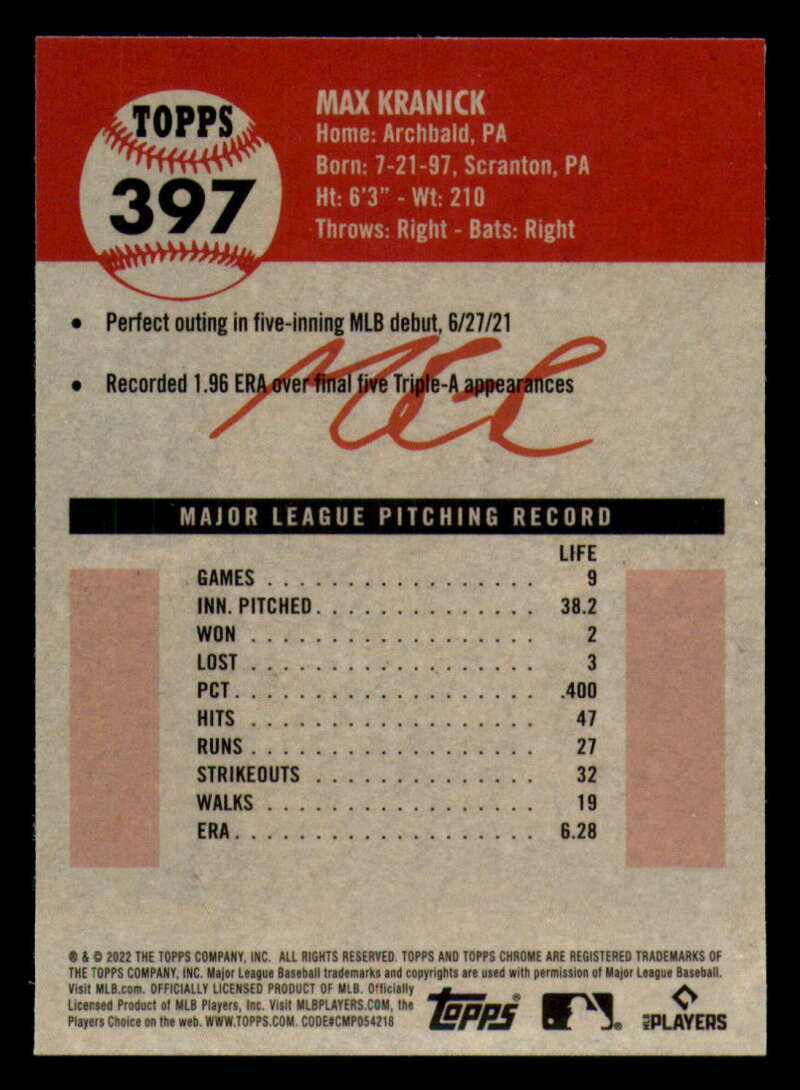 TOPPS
397
MAX KRANICK
Home: Archbald, PA
Born: 7-21-97, Scranton, PA
Ht: 6'3" - Wt: 210
Throws: Right - Bats: Right
• Perfect outing in five-inning MLB debut, 6/27/21
• Recorded 1.96 ERA over final five Triple-A appearances
MAJOR LEAGUE PITCHING RECORD
LIFE
GAMES . . . . . . . . . . . . . . . . . 9
INN. PITCHED. . . . . . . . . . . . . . 38.2
WON . . . . . . . . . . . . . . . . . . 2
LOST . . . . . . . . . . . . . . . . . . 3
PCT. . . . . . . . . . . . . . . . . . . .400
HITS . . . . . . . . . . . . . . . . . . 47
RUNS . . . . . . . . . . . . . . . . . . 27
STRIKEOUTS . . . . . . . . . . . . . . 32
WALKS . . . . . . . . . . . . . . . . . 19
ERA. . . . . . . . . . . . . . . . . . . 6.28
® & © 2022 THE TOPPS COMPANY, INC. ALL RIGHTS RESERVED. TOPPS AND TOPPS CHROME ARE REGISTERED TRADEMARKS OF
THE TOPPS COMPANY, INC. Major League Baseball trademarks and copyrights are used with permission of Major League Baseball.
Visit MLB.com. OFFICIALLY LICENSED PRODUCT OF MLB. Officially
Licensed Product of MLB Players, Inc. Visit MLBPLAYERS.COM, the
Players Choice on the web. WWW.TOPPS.COM. CODE#CMP054218
Topps®
®
MLB PLAYERS